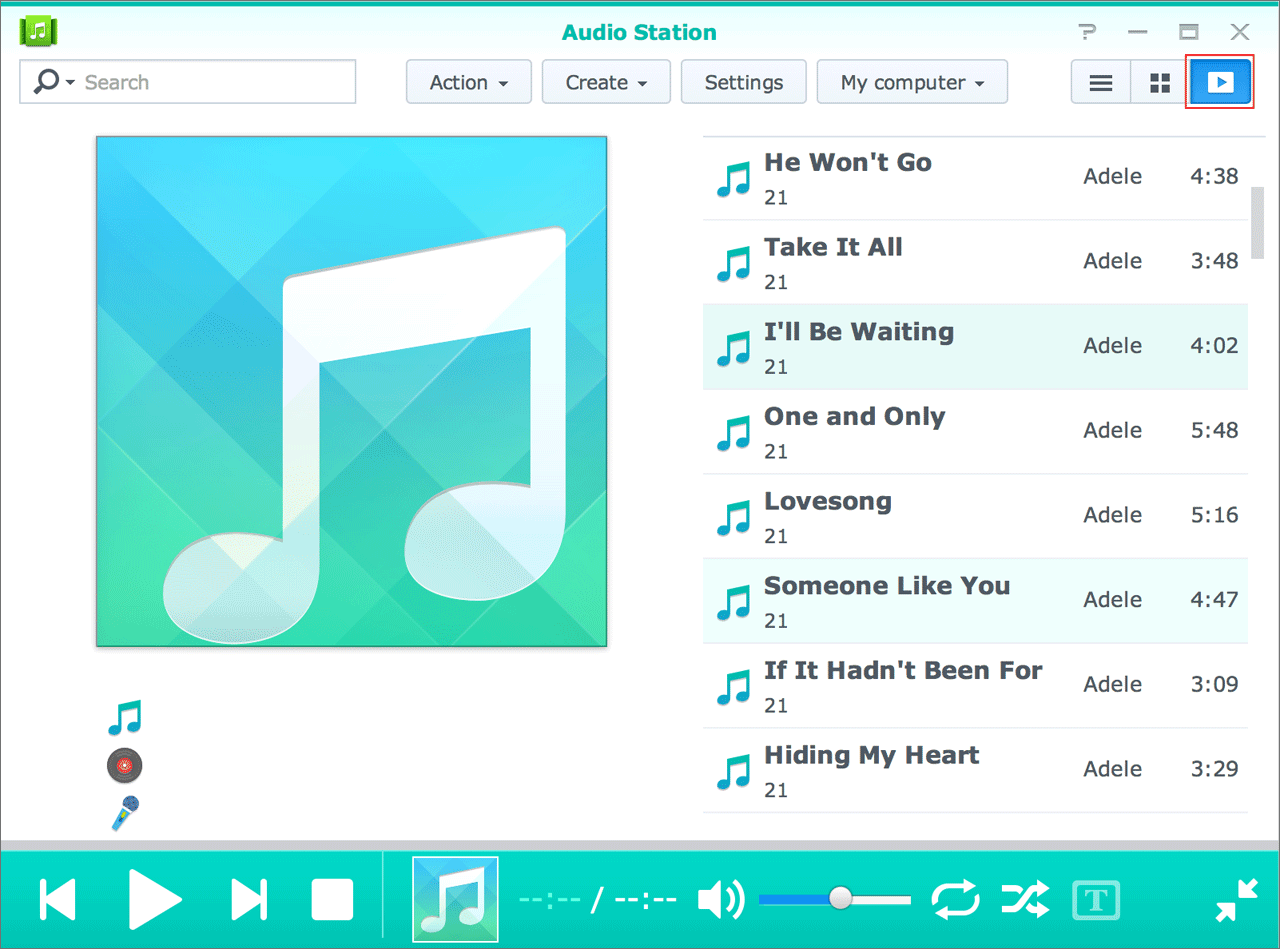 Audio Station
?
Search
Action
Create
Settings
My computer
He Won't Go
21
Adele
4:38
Take It All
21
Adele
3:48
I'll Be Waiting
21
Adele
4:02
One and Only
21
Adele
5:48
Lovesong
21
Adele
5:16
Someone Like You
21
Adele
4:47
If It Hadn't Been For
21
Adele
3:09
Hiding My Heart
21
Adele
3:29
--:-- / --:--
T